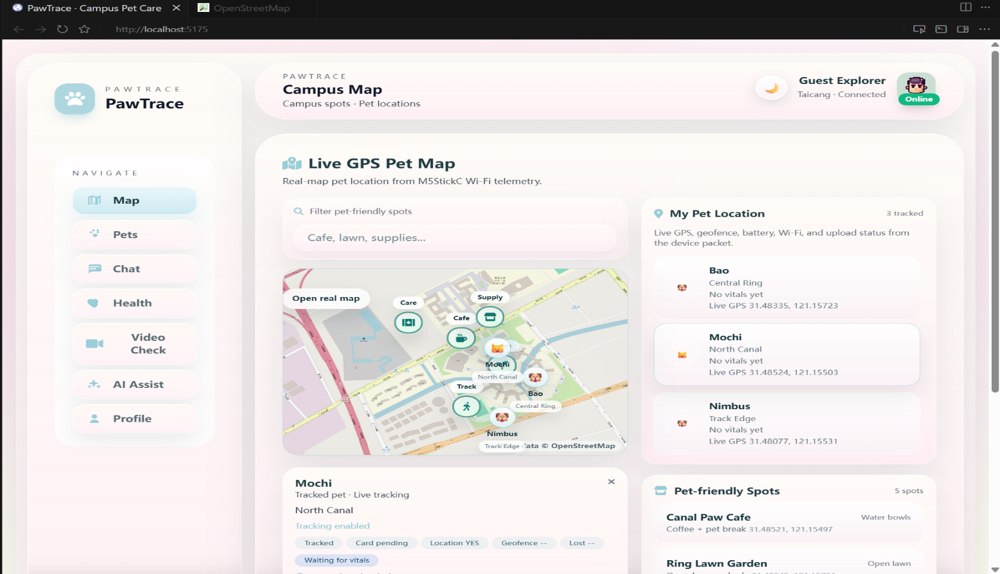 PawTrace · Campus Pet Care
OpenStreetMap
http://localhost:5175
PAWTRACE
PawTrace
NAVIGATE
Map
Pets
Chat
Health
Video
Check
AI Assist
Profile
PAWTRACE
Campus Map
Campus spots · Pet locations
Guest Explorer
Taicang · Connected
Online
Live GPS Pet Map
Real-map pet location from M5StickC Wi-Fi telemetry.
Filter pet-friendly spots
Cafe, lawn, supplies...
Open real map
Care
Supply
Cafe
Mochi
North Canal
Bao
Central Ring
Track
Nimbus
Track Edge
data © OpenStreetMap
Mochi
Tracked pet · Live tracking
North Canal
Tracking enabled
Tracked
Card pending
Location YES
Geofence --
Lost --
Waiting for vitals
My Pet Location
3 tracked
Live GPS, geofence, battery, Wi-Fi, and upload status from
the device packet.
Bao
Central Ring
No vitals yet
Live GPS 31.48335, 121.15723
Mochi
North Canal
No vitals yet
Live GPS 31.48524, 121.15503
Nimbus
Track Edge
No vitals yet
Live GPS 31.48077, 121.15531
Pet-friendly Spots
5 spots
Canal Paw Cafe
Water bowls
Coffee + pet break 31.48521, 121.15497
Ring Lawn Garden
Open lawn